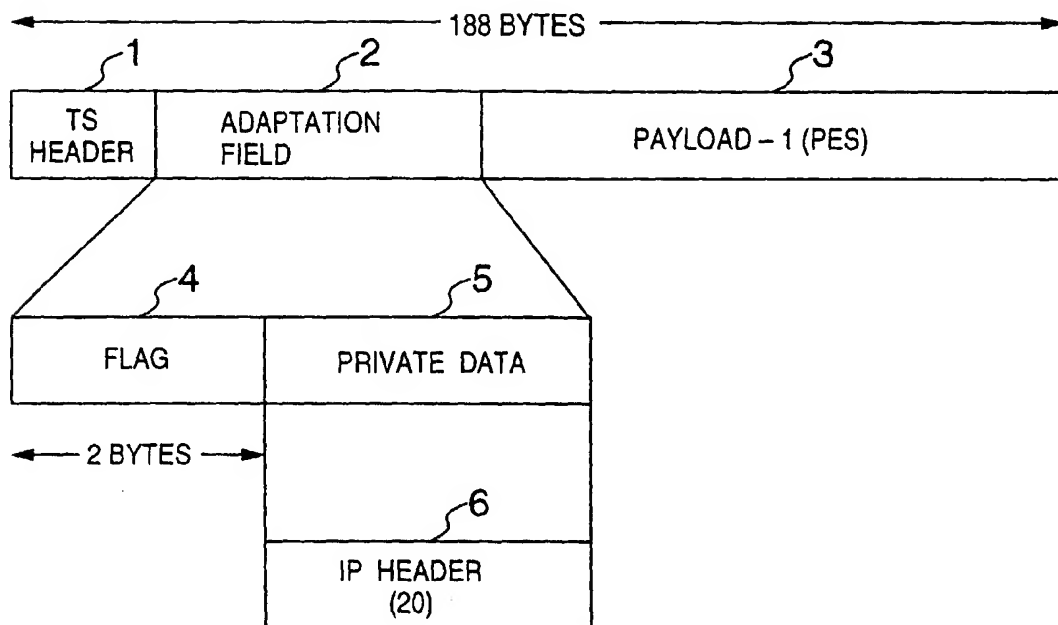 188 BYTES
1
2
3
TS
HEADER
ADAPTATION
FIELD
PAYLOAD – 1 (PES)
4
5
FLAG
PRIVATE DATA
2 BYTES
6
IP HEADER
(20)